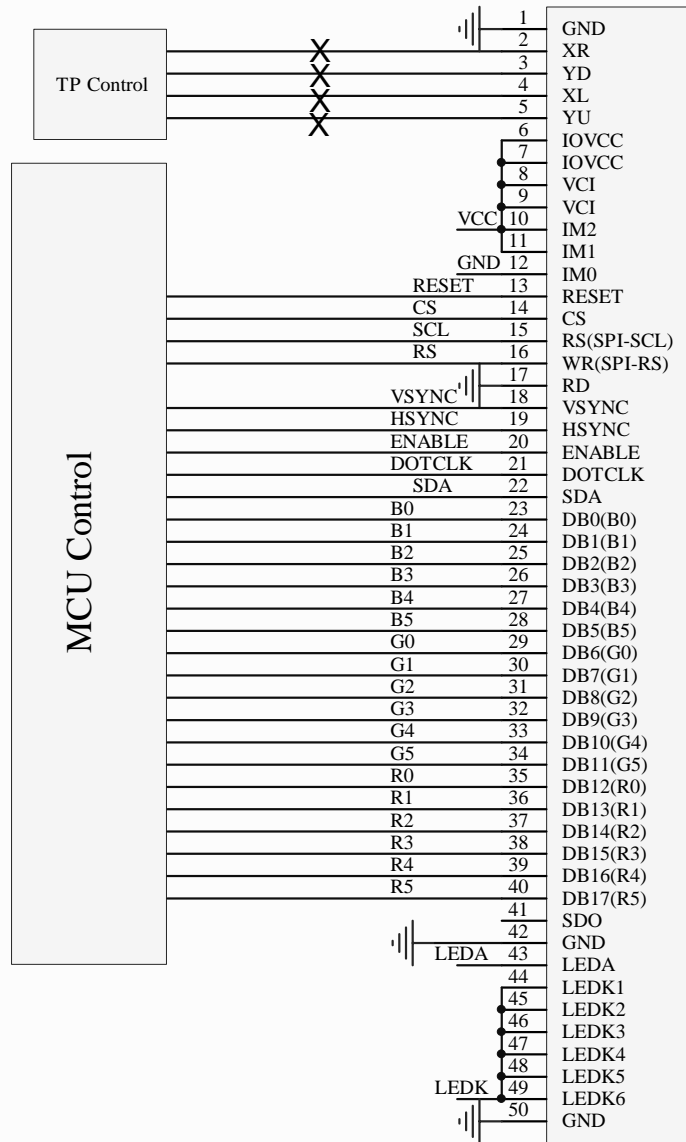 TP Control
MCU Control
1 GND
2 XR
3 YD
4 XL
5 YU
6 IOVCC
7 IOVCC
8 VCI
9 VCI
VCC 10 IM2
11 IM1
GND 12 IM0
RESET 13 RESET
CS 14 CS
SCL 15 RS(SPI-SCL)
RS 16 WR(SPI-RS)
17 RD
VSYNC 18 VSYNC
HSYNC 19 HSYNC
ENABLE 20 ENABLE
DOTCLK 21 DOTCLK
SDA 22 SDA
B0 23 DB0(B0)
B1 24 DB1(B1)
B2 25 DB2(B2)
B3 26 DB3(B3)
B4 27 DB4(B4)
B5 28 DB5(B5)
G0 29 DB6(G0)
G1 30 DB7(G1)
G2 31 DB8(G2)
G3 32 DB9(G3)
G4 33 DB10(G4)
G5 34 DB11(G5)
R0 35 DB12(R0)
R1 36 DB13(R1)
R2 37 DB14(R2)
R3 38 DB15(R3)
R4 39 DB16(R4)
R5 40 DB17(R5)
41 SDO
42 GND
LEDA 43 LEDA
44 LEDK1
45 LEDK2
46 LEDK3
47 LEDK4
48 LEDK5
LEDK 49 LEDK6
50 GND